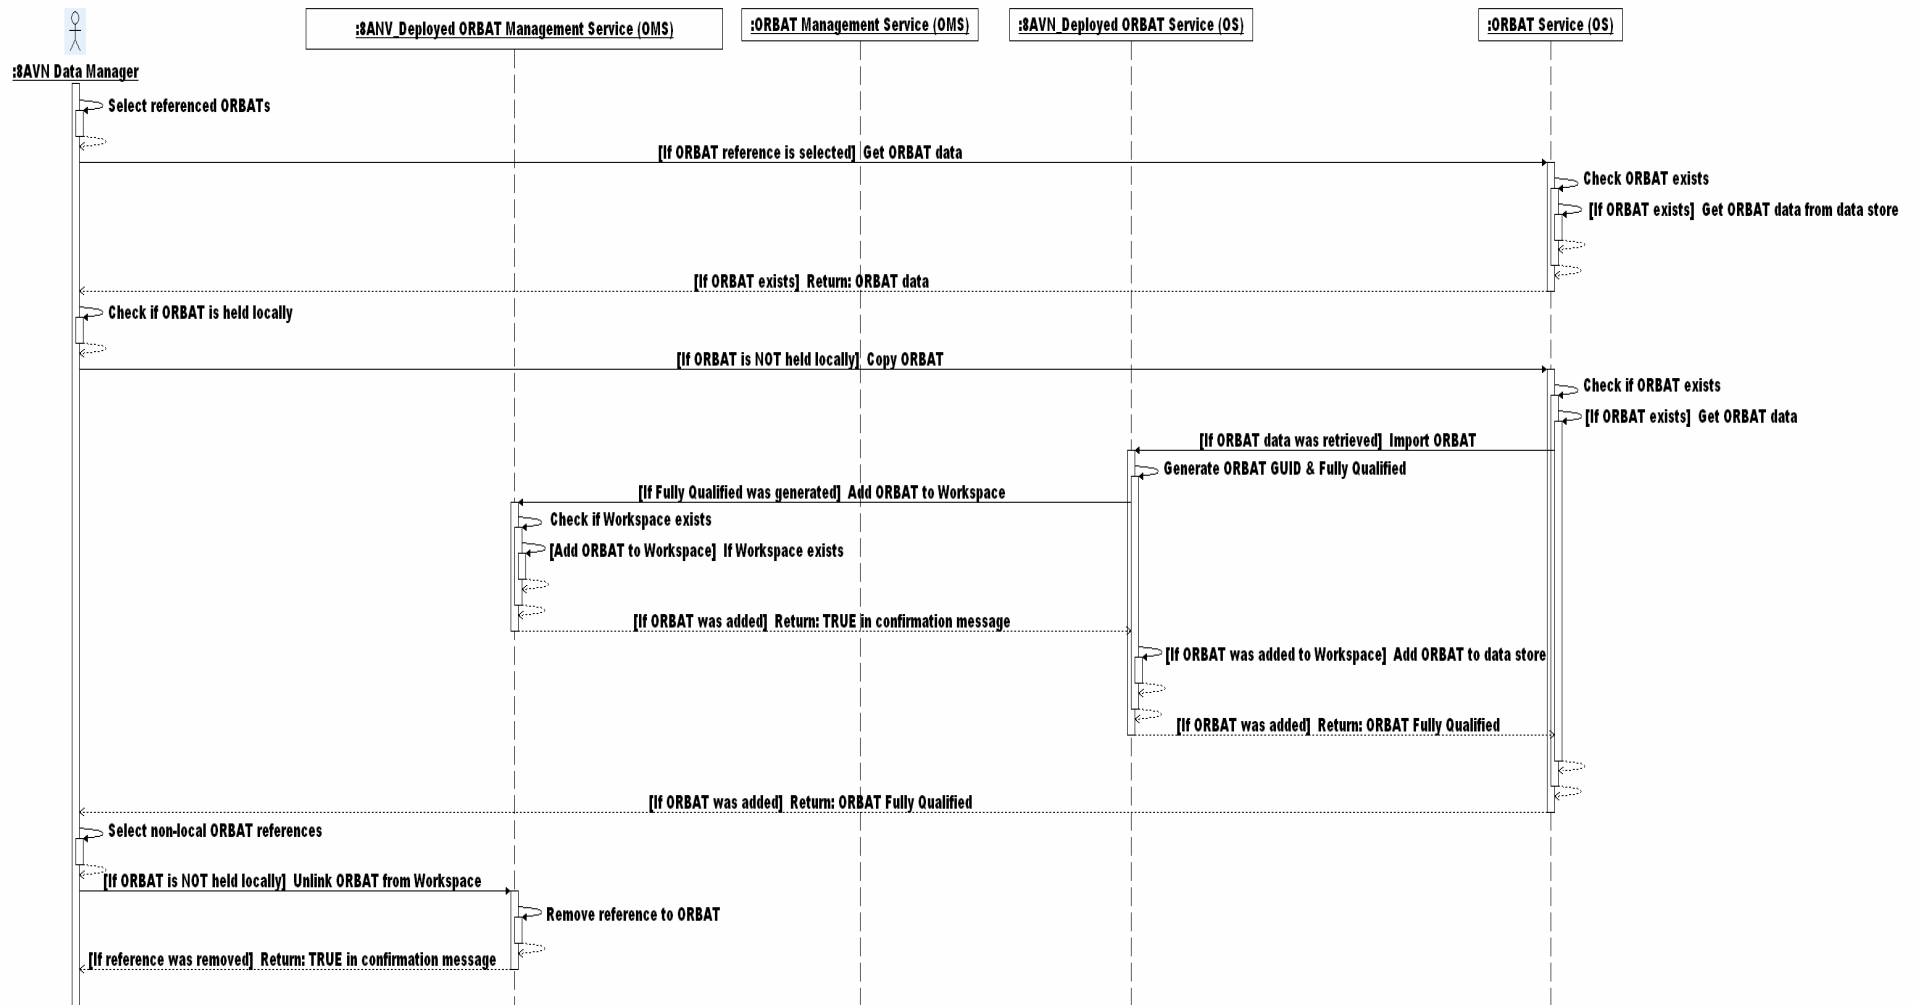 :8ANV_Deployed ORBAT Management Service (OMS)
:ORBAT Management Service (OMS)
:8AVN_Deployed ORBAT Service (OS)
:ORBAT Service (OS)
:8AVN Data Manager
Select referenced ORBATs
[If ORBAT reference is selected] Get ORBAT data
Check ORBAT exists
[If ORBAT exists] Get ORBAT data from data store
[If ORBAT exists] Return: ORBAT data
Check if ORBAT is held locally
[If ORBAT is NOT held locally] Copy ORBAT
Check if ORBAT exists
[If ORBAT exists] Get ORBAT data
[If ORBAT data was retrieved] Import ORBAT
Generate ORBAT GUID & Fully Qualified
[If Fully Qualified was generated] Add ORBAT to Workspace
Check if Workspace exists
[Add ORBAT to Workspace] If Workspace exists
[If ORBAT was added] Return: TRUE in confirmation message
[If ORBAT was added to Workspace] Add ORBAT to data store
[If ORBAT was added] Return: ORBAT Fully Qualified
[If ORBAT was added] Return: ORBAT Fully Qualified
Select non-local ORBAT references
[If ORBAT is NOT held locally] Unlink ORBAT from Workspace
Remove reference to ORBAT
[If reference was removed] Return: TRUE in confirmation message